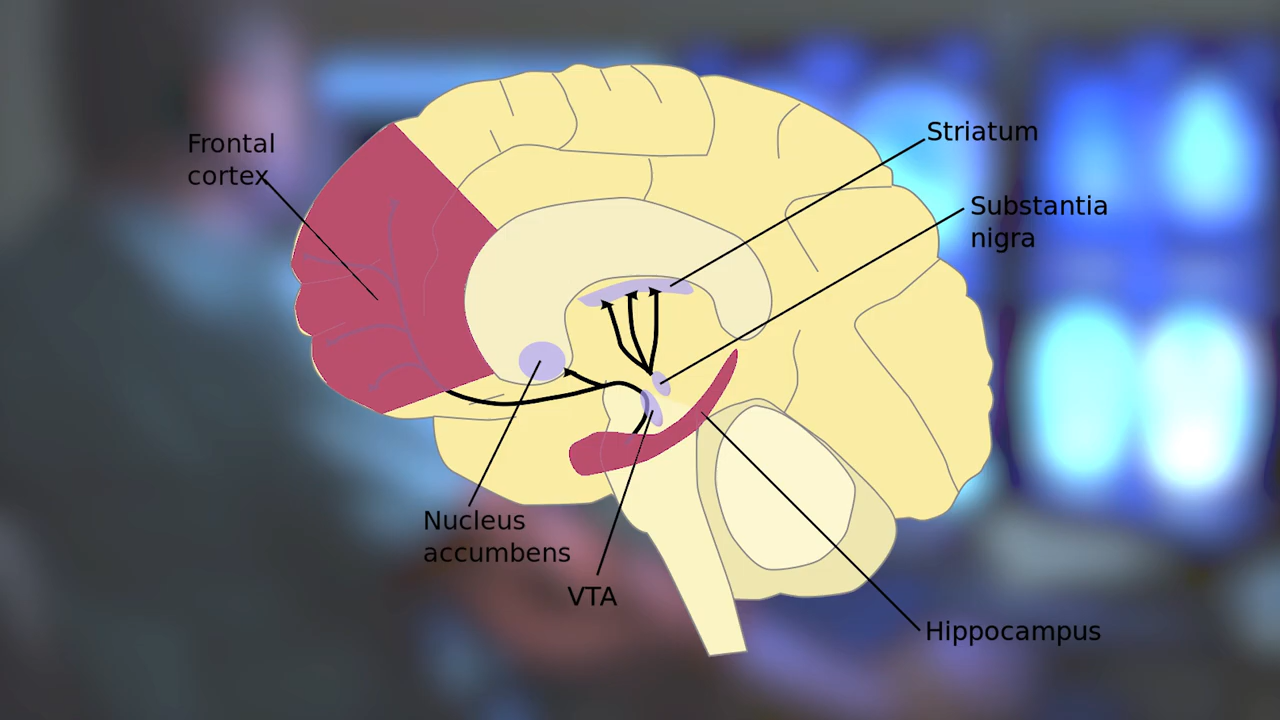 Frontal
cortex
Striatum
Substantia
nigra
Nucleus
accumbens
VTA
Hippocampus